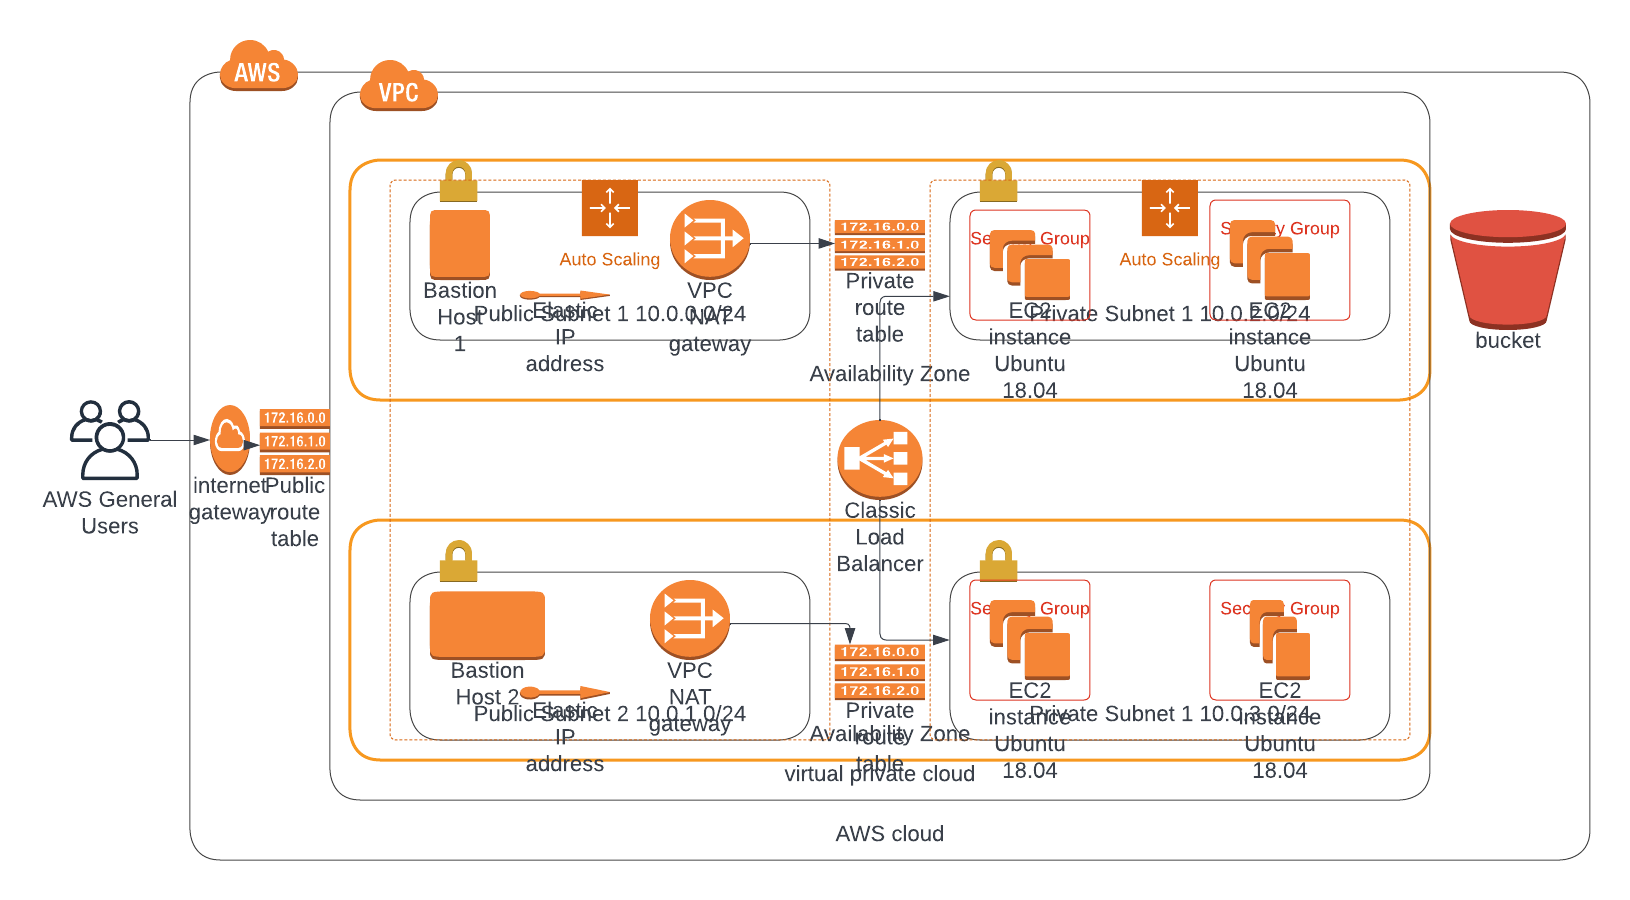 AWS
VPC
Auto Scaling
Bastion
Host
1
Elastic
IP
address
VPC
NAT
gateway
Public Subnet 1 10.0.0.0/24
172.16.0.0
172.16.1.0
172.16.2.0
Private
route
table
Security Group
EC2
instance
Ubuntu
18.04
Auto Scaling
Security Group
EC2
instance
Ubuntu
18.04
Private Subnet 1 10.0.2.0/24
Availability Zone
bucket
AWS General
Users
internet
gateway
172.16.0.0
172.16.1.0
172.16.2.0
Public
route
table
Classic
Load
Balancer
Bastion
Host 2
Elastic
IP
address
VPC
NAT
gateway
Public Subnet 2 10.0.1.0/24
172.16.0.0
172.16.1.0
172.16.2.0
Private
route
table
Security Group
EC2
instance
Ubuntu
18.04
Security Group
EC2
instance
Ubuntu
18.04
Private Subnet 1 10.0.3.0/24
Availability Zone
virtual private cloud
AWS cloud